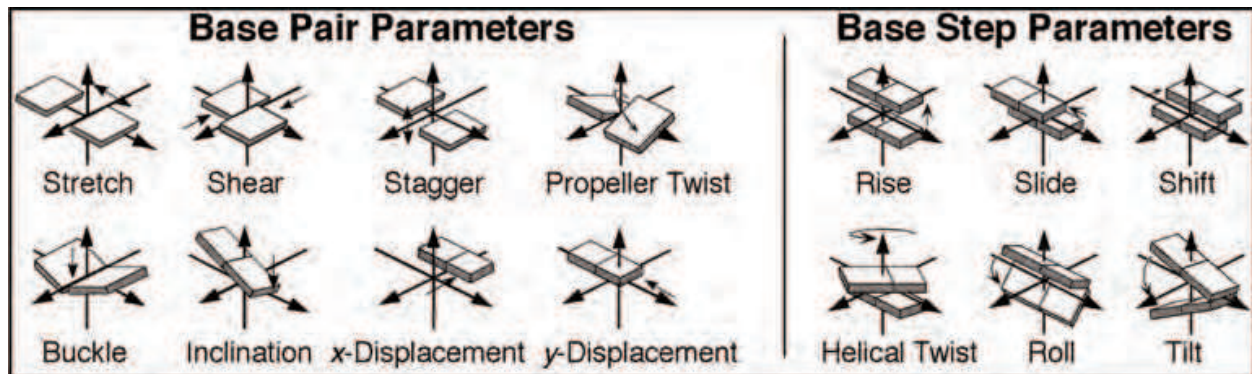 Base Pair Parameters
Stretch Shear Stagger Propeller Twist
Buckle Inclination x-Displacement y-Displacement
Base Step Parameters
Rise Slide Shift
Helical Twist Roll Tilt